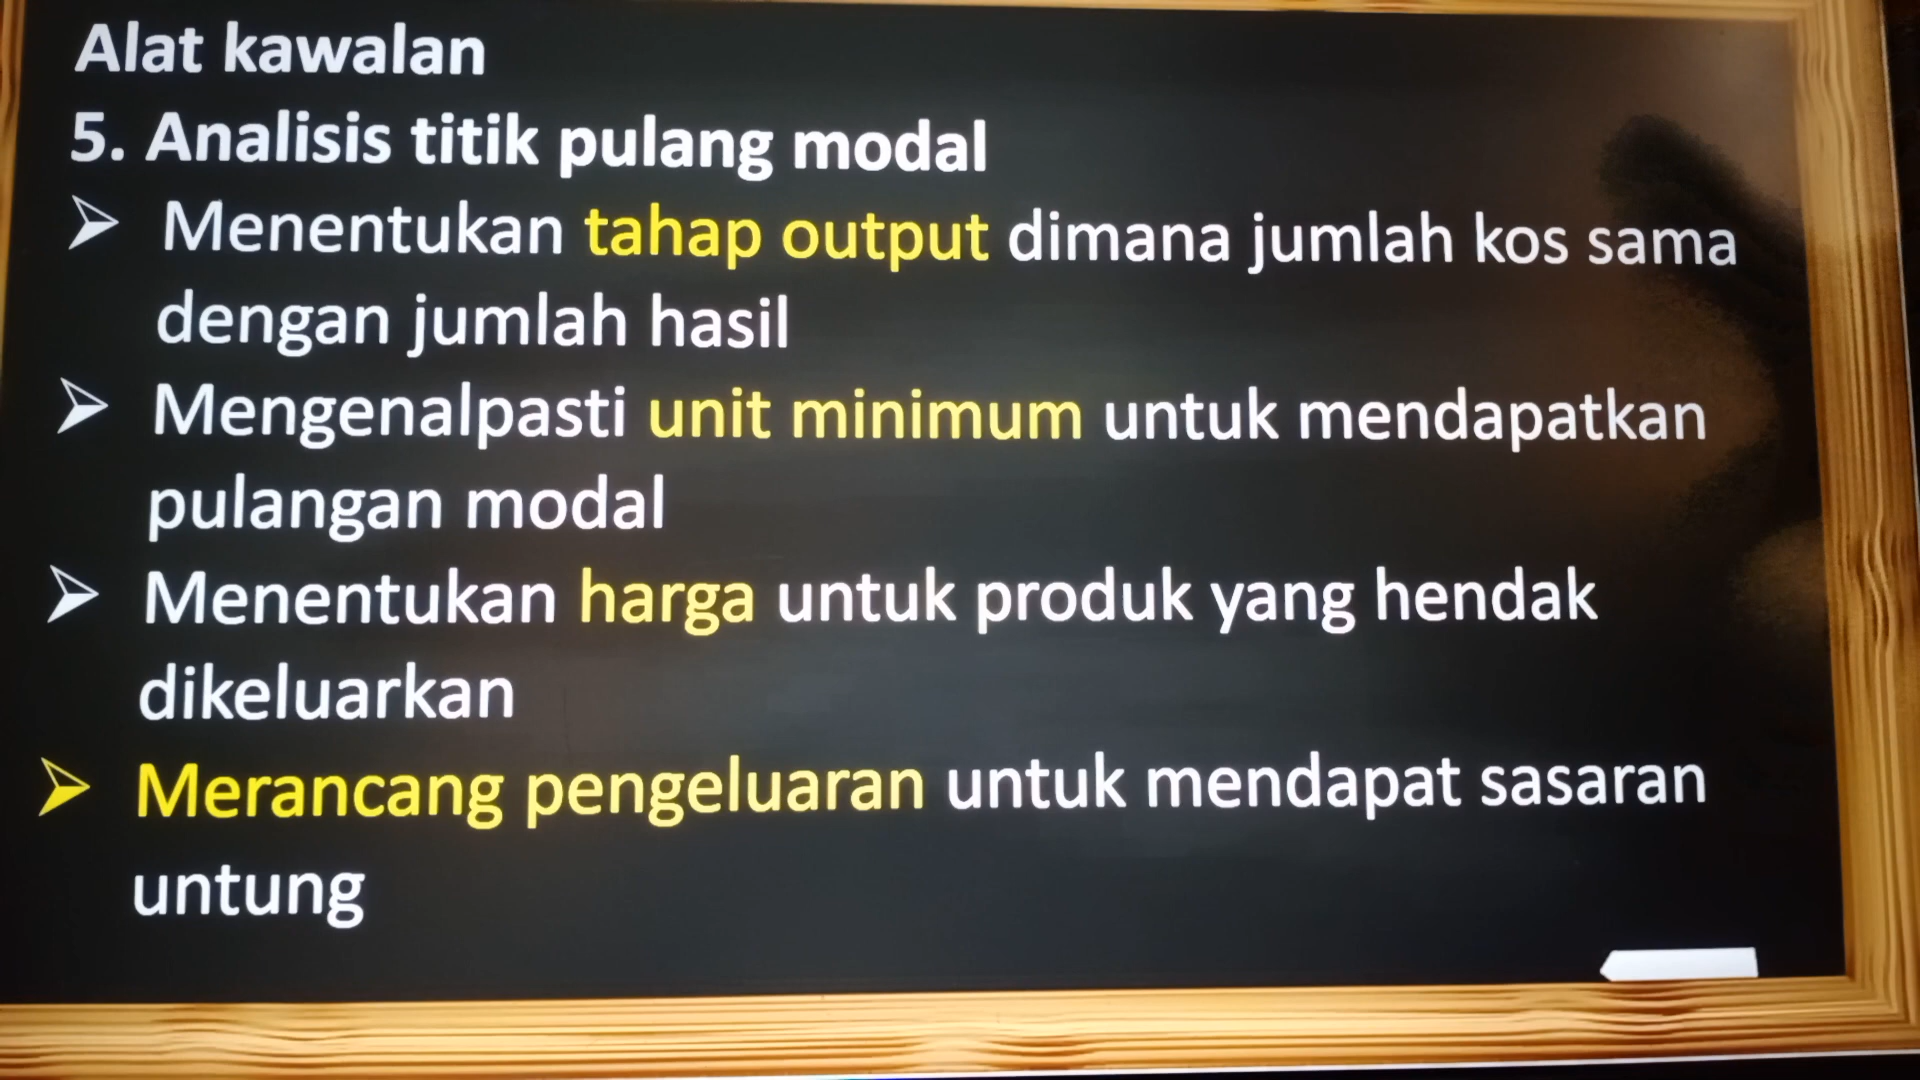 Alat kawalan
5. Analisis titik pulang modal
➢ Menentukan tahap output dimana jumlah kos sama
dengan jumlah hasil
➢ Mengenalpasti unit minimum untuk mendapatkan
pulangan modal
➢ Menentukan harga untuk produk yang hendak
dikeluarkan
➢ Merancang pengeluaran untuk mendapat sasaran
untung